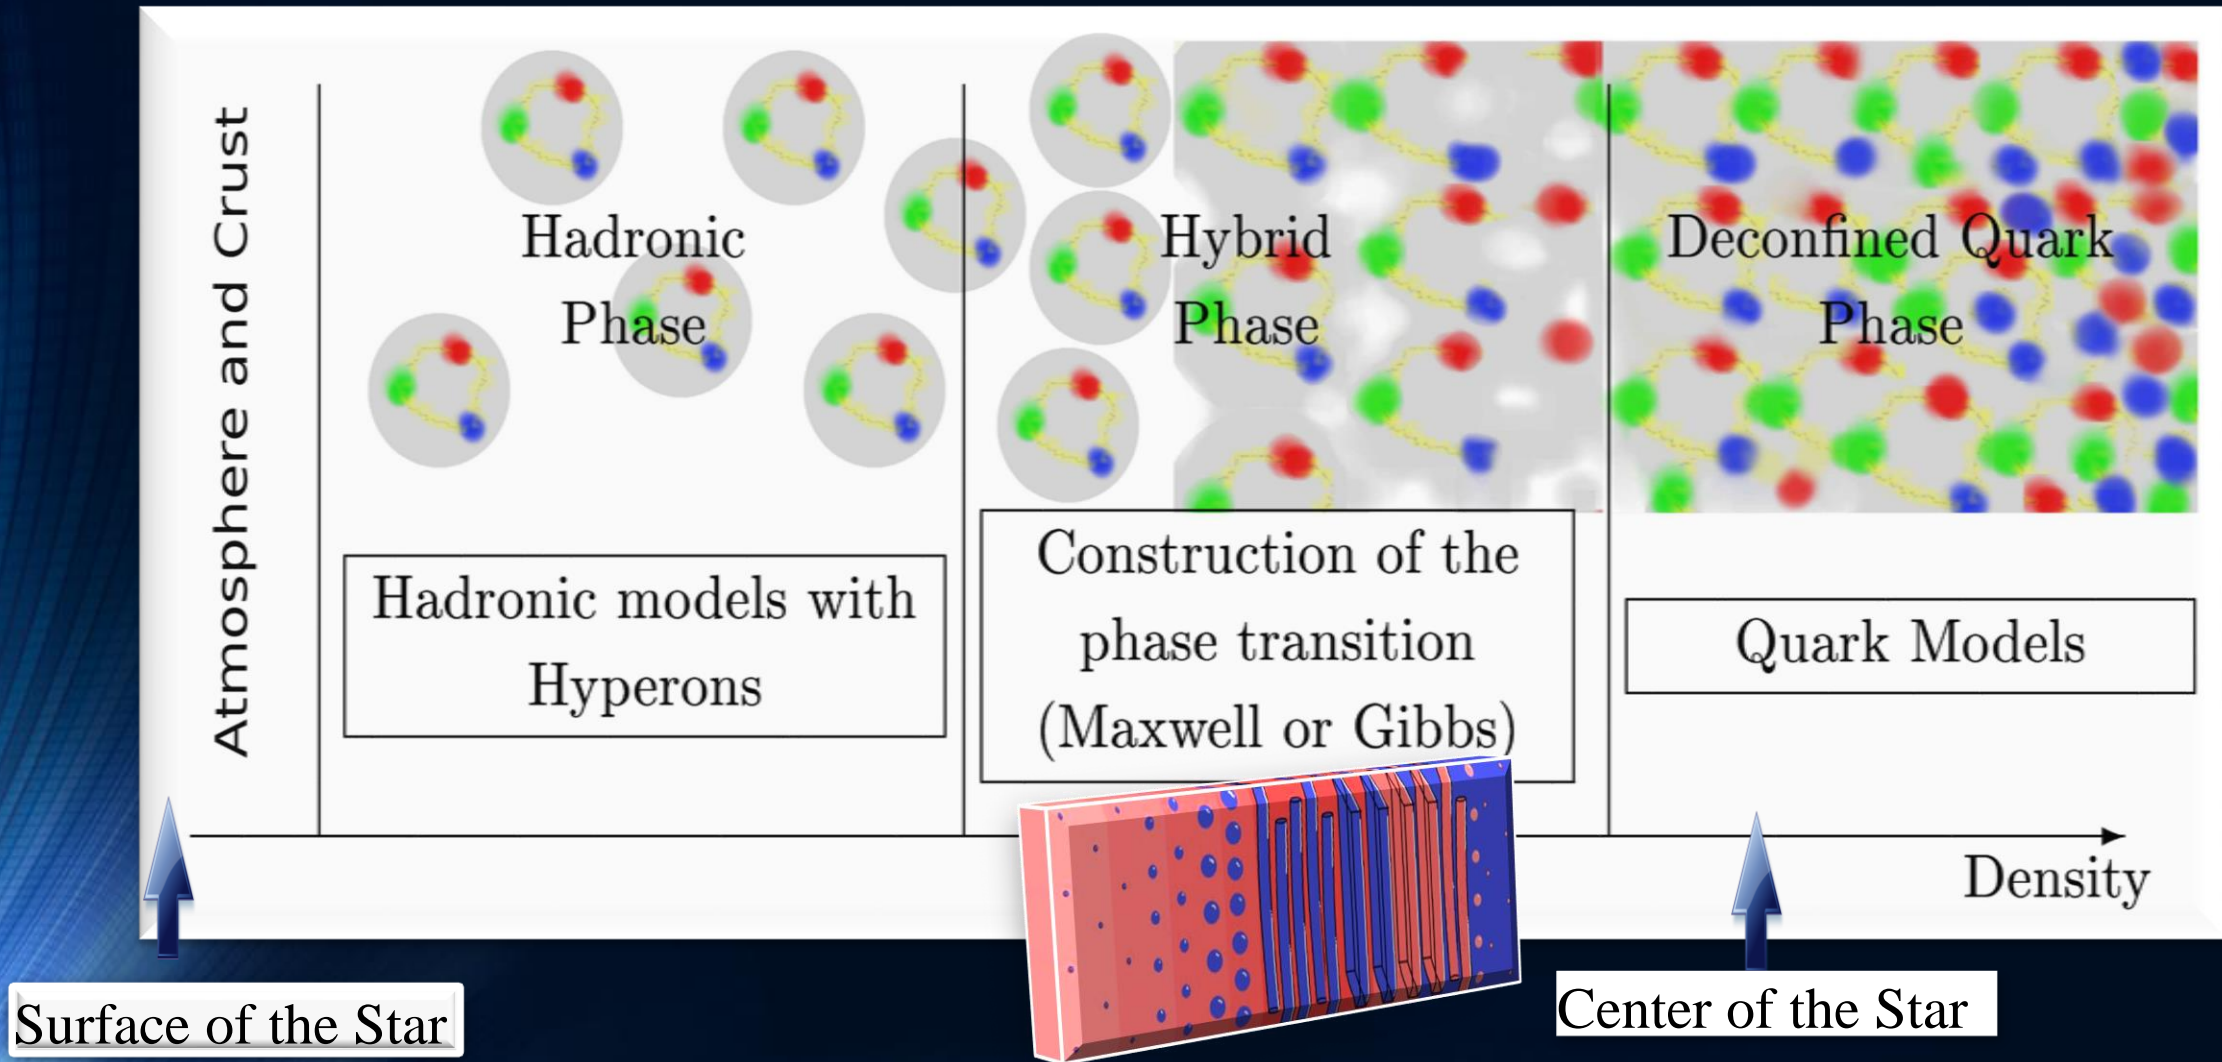 Atmosphere and Crust
Hadronic
Phase
Hybrid
Phase
Deconfined Quark
Phase
Hadronic models with
Hyperons
Construction of the
phase transition
(Maxwell or Gibbs)
Quark Models
Density
Surface of the Star
Center of the Star